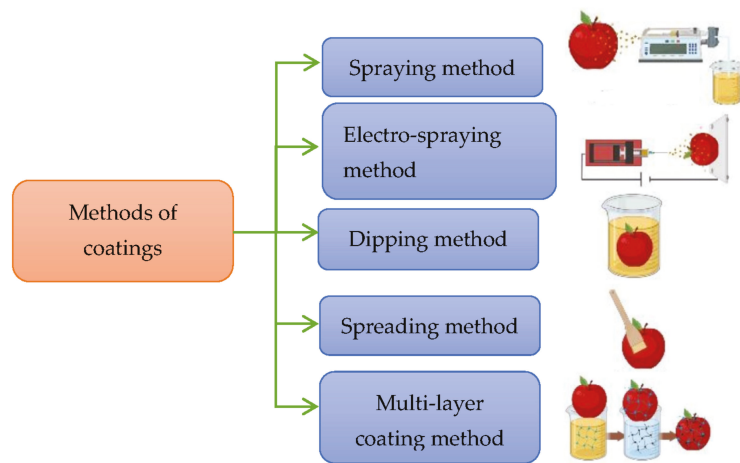 Methods of
coatings
Spraying method
Electro-spraying
method
Dipping method
Spreading method
Multi-layer
coating method